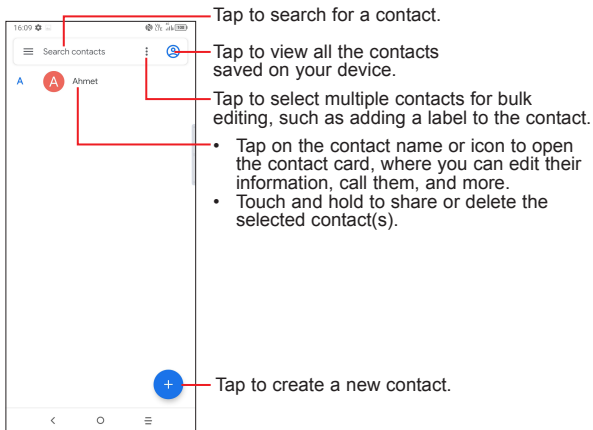 Tap to search for a contact.
16:09
Search contacts
Tap to view all the contacts
saved on your device.
A A Ahmet
Tap to select multiple contacts for bulk
editing, such as adding a label to the contact.
• Tap on the contact name or icon to open
the contact card, where you can edit their
information, call them, and more.
• Touch and hold to share or delete the
selected contact(s).
Tap to create a new contact.